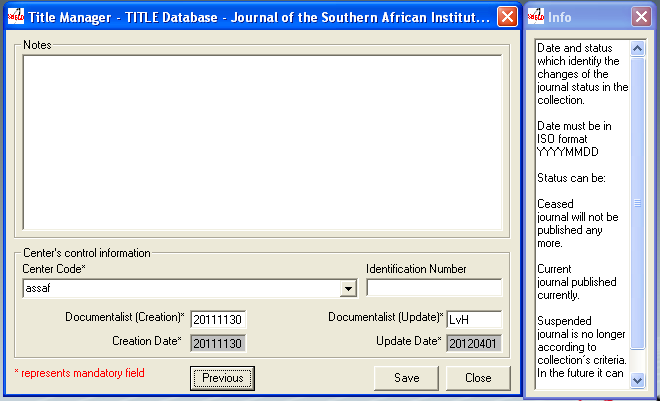 Title Manager - TITLE Database - Journal of the Southern African Institut...
Notes
Center's control information
Center Code*
Identification Number
assaf
Documentalist (Creation)*
20111130
Documentalist (Update)*
LvH
Creation Date*
20111130
Update Date*
20120401
* represents mandatory field
Previous
Save
Close
Info
Date and status
which identify the
changes of the
journal status in the
collection.
Date must be in
ISO format
YYYYMMDD
Status can be:
Ceased
journal will not be
published any
more.
Current
journal published
currently.
Suspended
journal is no longer
according to
collection´s criteria.
In the future it can